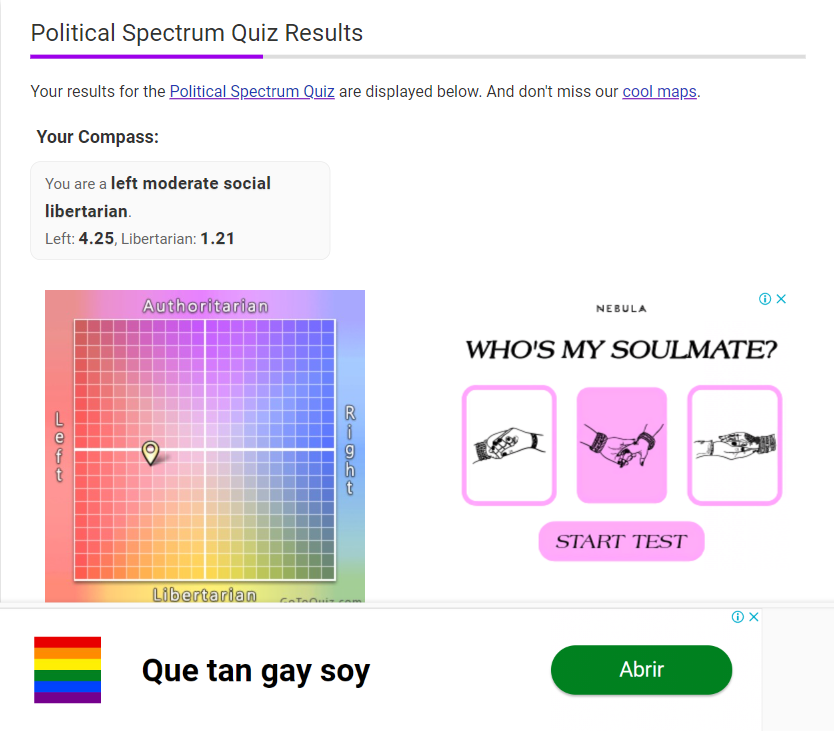 Political Spectrum Quiz Results
Your results for the Political Spectrum Quiz are displayed below. And don't miss our cool maps.
Your Compass:
You are a left moderate social
libertarian.
Left: 4.25, Libertarian: 1.21
Authoritarian
Left
Right
Libertarian
GoToQuiz.com
NEBULA
WHO'S MY SOULMATE?
START TEST
Que tan gay soy
Abrir